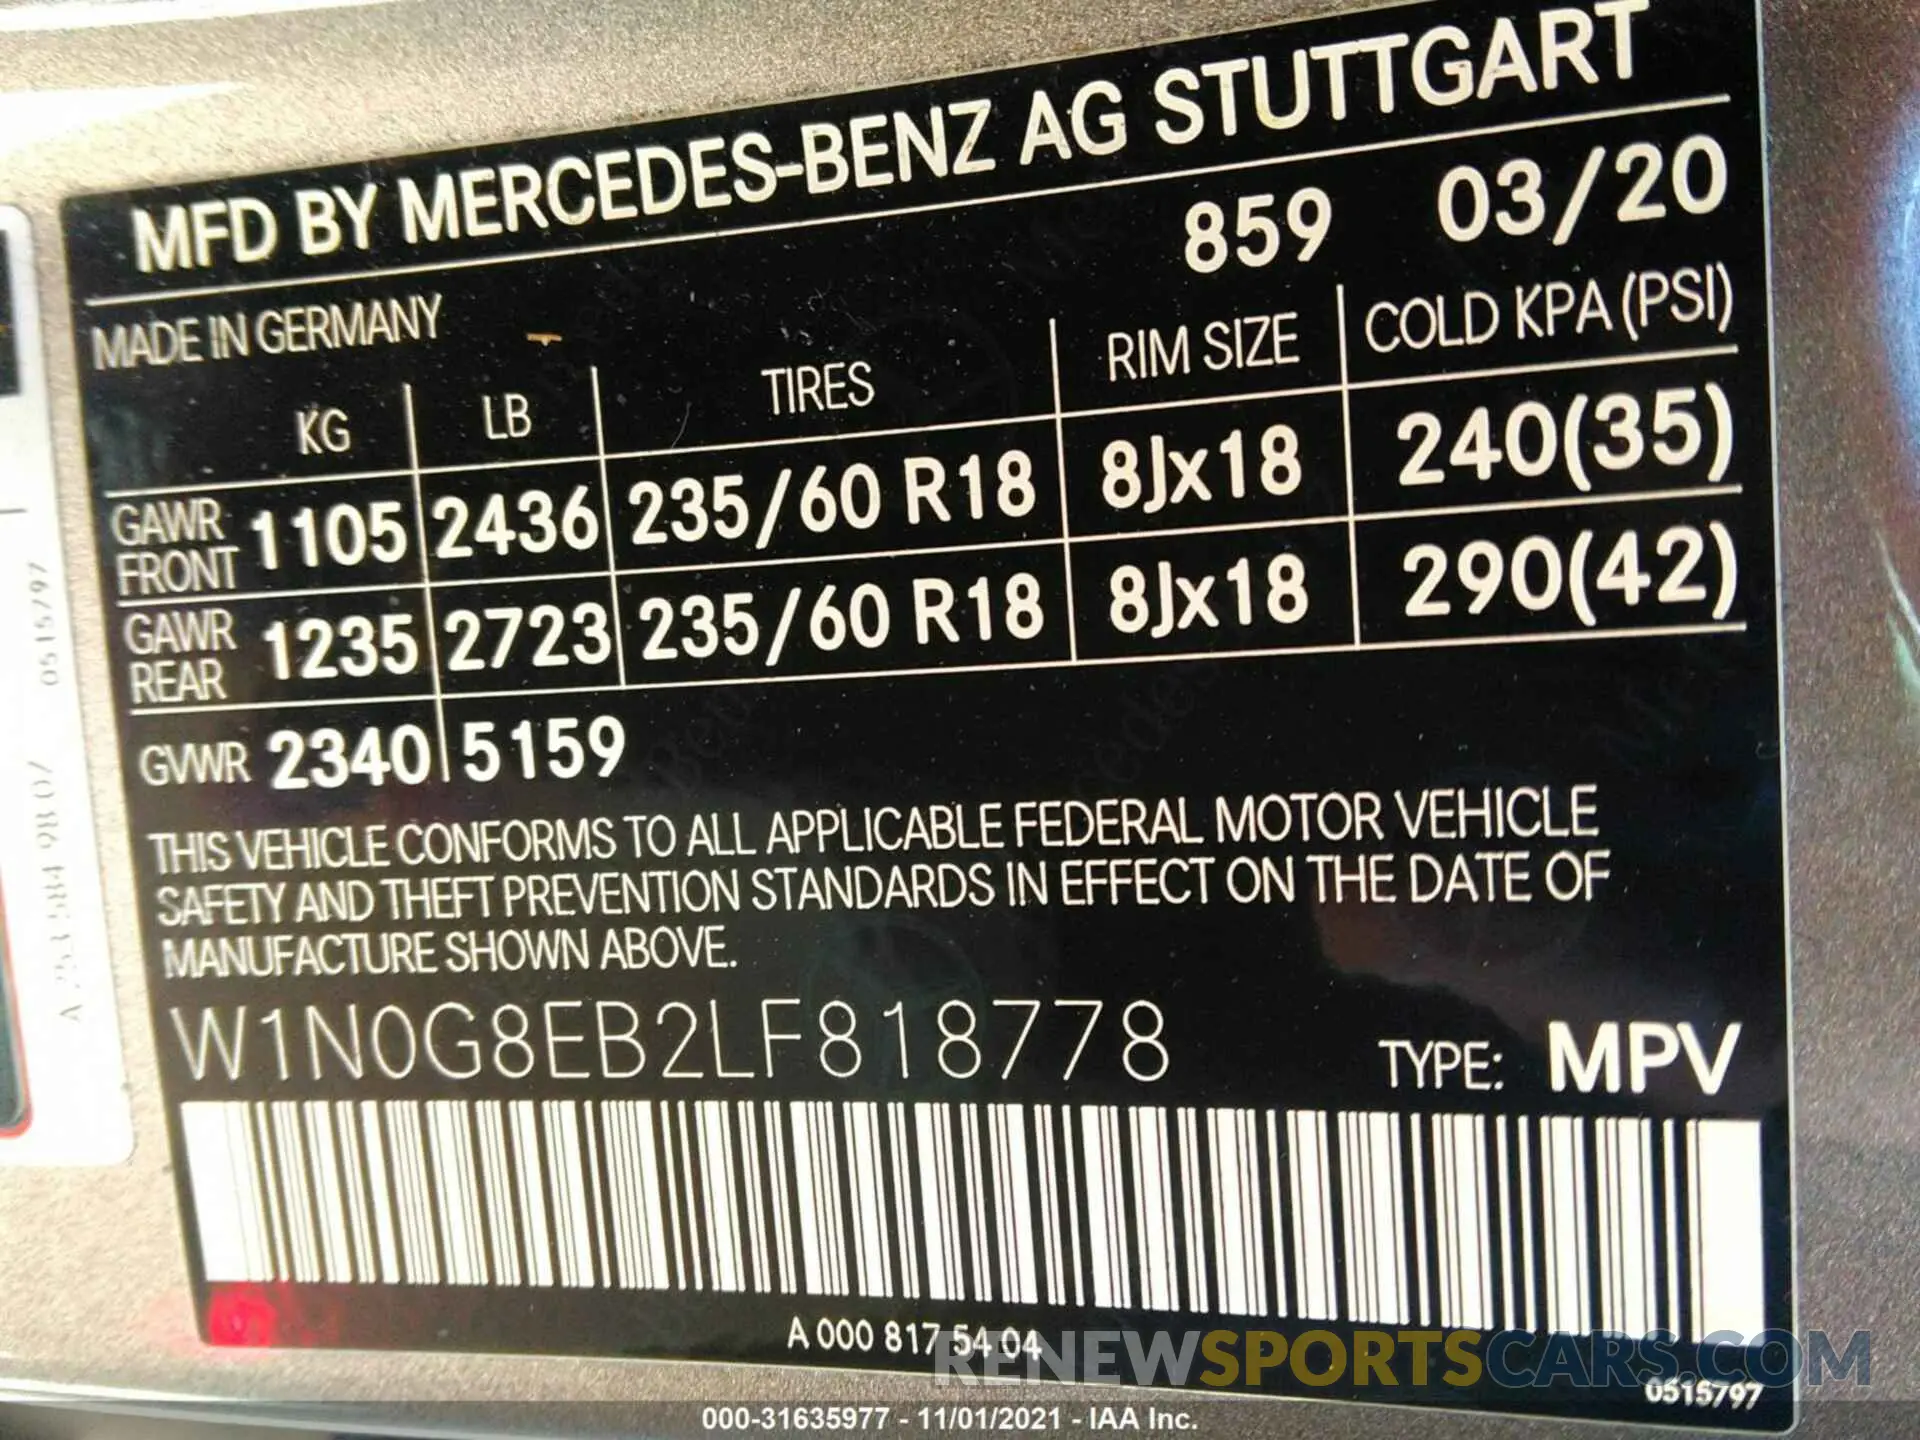 MFD BY MERCEDES-BENZ AG STUTTGART
MADE IN GERMANY 859 03/20
KG LB TIRES RIM SIZE COLD KPA (PSI)
GAWR FRONT 1105 2436 235/60 R18 8Jx18 240(35)
GAWR REAR 1235 2723 235/60 R18 8Jx18 290(42)
GVWR 2340 5159
THIS VEHICLE CONFORMS TO ALL APPLICABLE FEDERAL MOTOR VEHICLE
SAFETY AND THEFT PREVENTION STANDARDS IN EFFECT ON THE DATE OF
MANUFACTURE SHOWN ABOVE.
W1N0G8EB2LF818778 TYPE: MPV
A 000 817 54 04
RENEWSPORTSCARS.COM
0515797
000-31635977 - 11/01/2021 - IAA Inc.
0515797